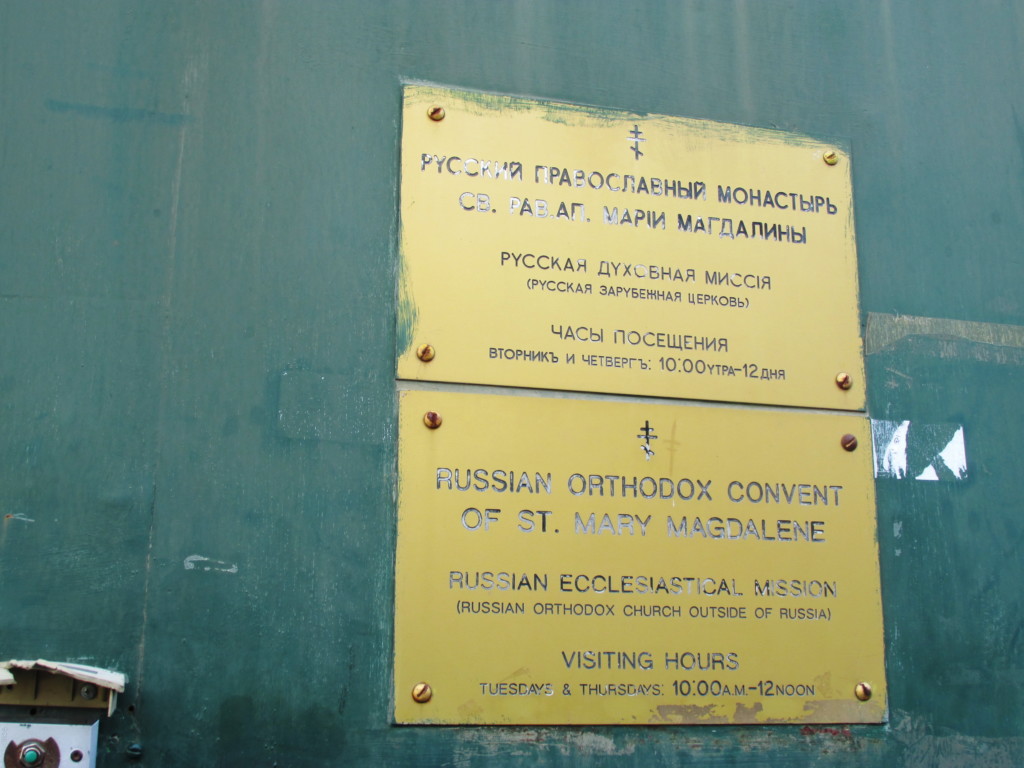 РУССКИЙ ПРАВОСЛАВНЫЙ МОНАСТЫРЬ
СВ. РАВ.АП. МАРІИ МАГДАЛИНЫ
РУССКАЯ ДУХОВНАЯ МИССІЯ
(РУССКАЯ ЗАРУБЕЖНАЯ ЦЕРКОВЬ)
ЧАСЫ ПОСЕЩЕНИЯ
ВТОРНИКЪ И ЧЕТВЕРГЪ: 10:00УТРА–12ДНЯ
RUSSIAN ORTHODOX CONVENT
OF ST. MARY MAGDALENE
RUSSIAN ECCLESIASTICAL MISSION
(RUSSIAN ORTHODOX CHURCH OUTSIDE OF RUSSIA)
VISITING HOURS
TUESDAYS & THURSDAYS: 10:00A.M.–12NOON